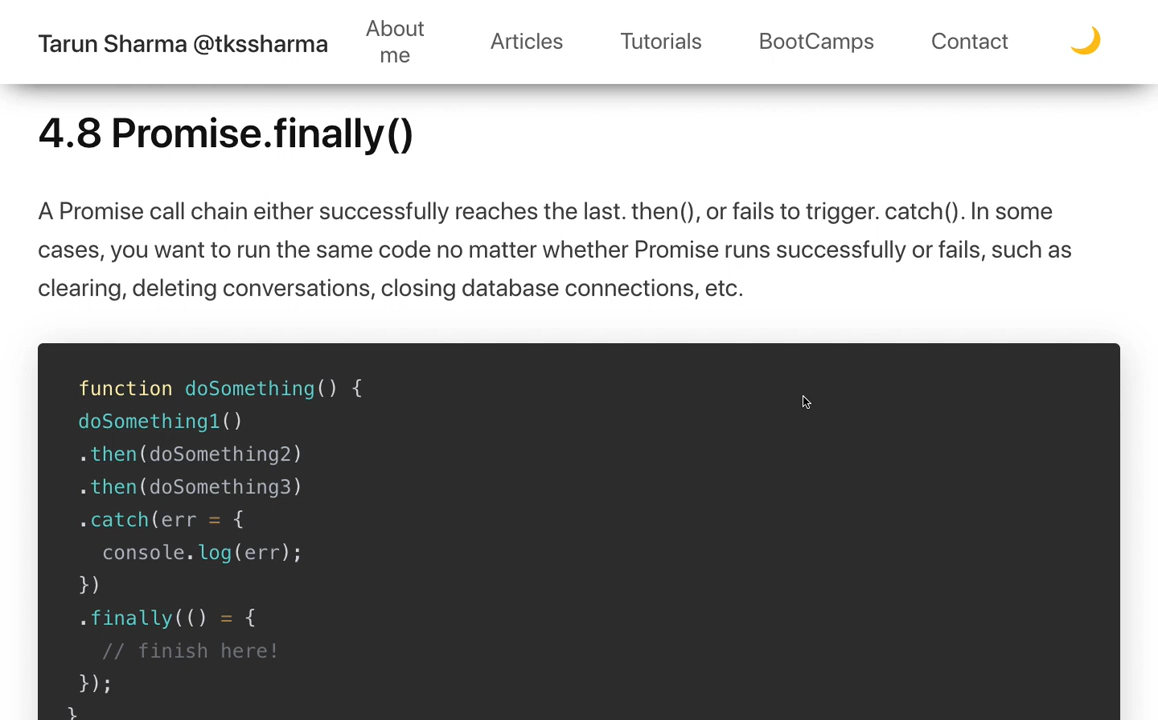 Tarun Sharma @tkssharma
About
me
Articles
Tutorials
BootCamps
Contact
4.8 Promise.finally()
A Promise call chain either successfully reaches the last. then(), or fails to trigger. catch(). In some
cases, you want to run the same code no matter whether Promise runs successfully or fails, such as
clearing, deleting conversations, closing database connections, etc.
function doSomething() {
doSomething1()
.then(doSomething2)
.then(doSomething3)
.catch(err = {
console.log(err);
})
.finally(() = {
// finish here!
});
}